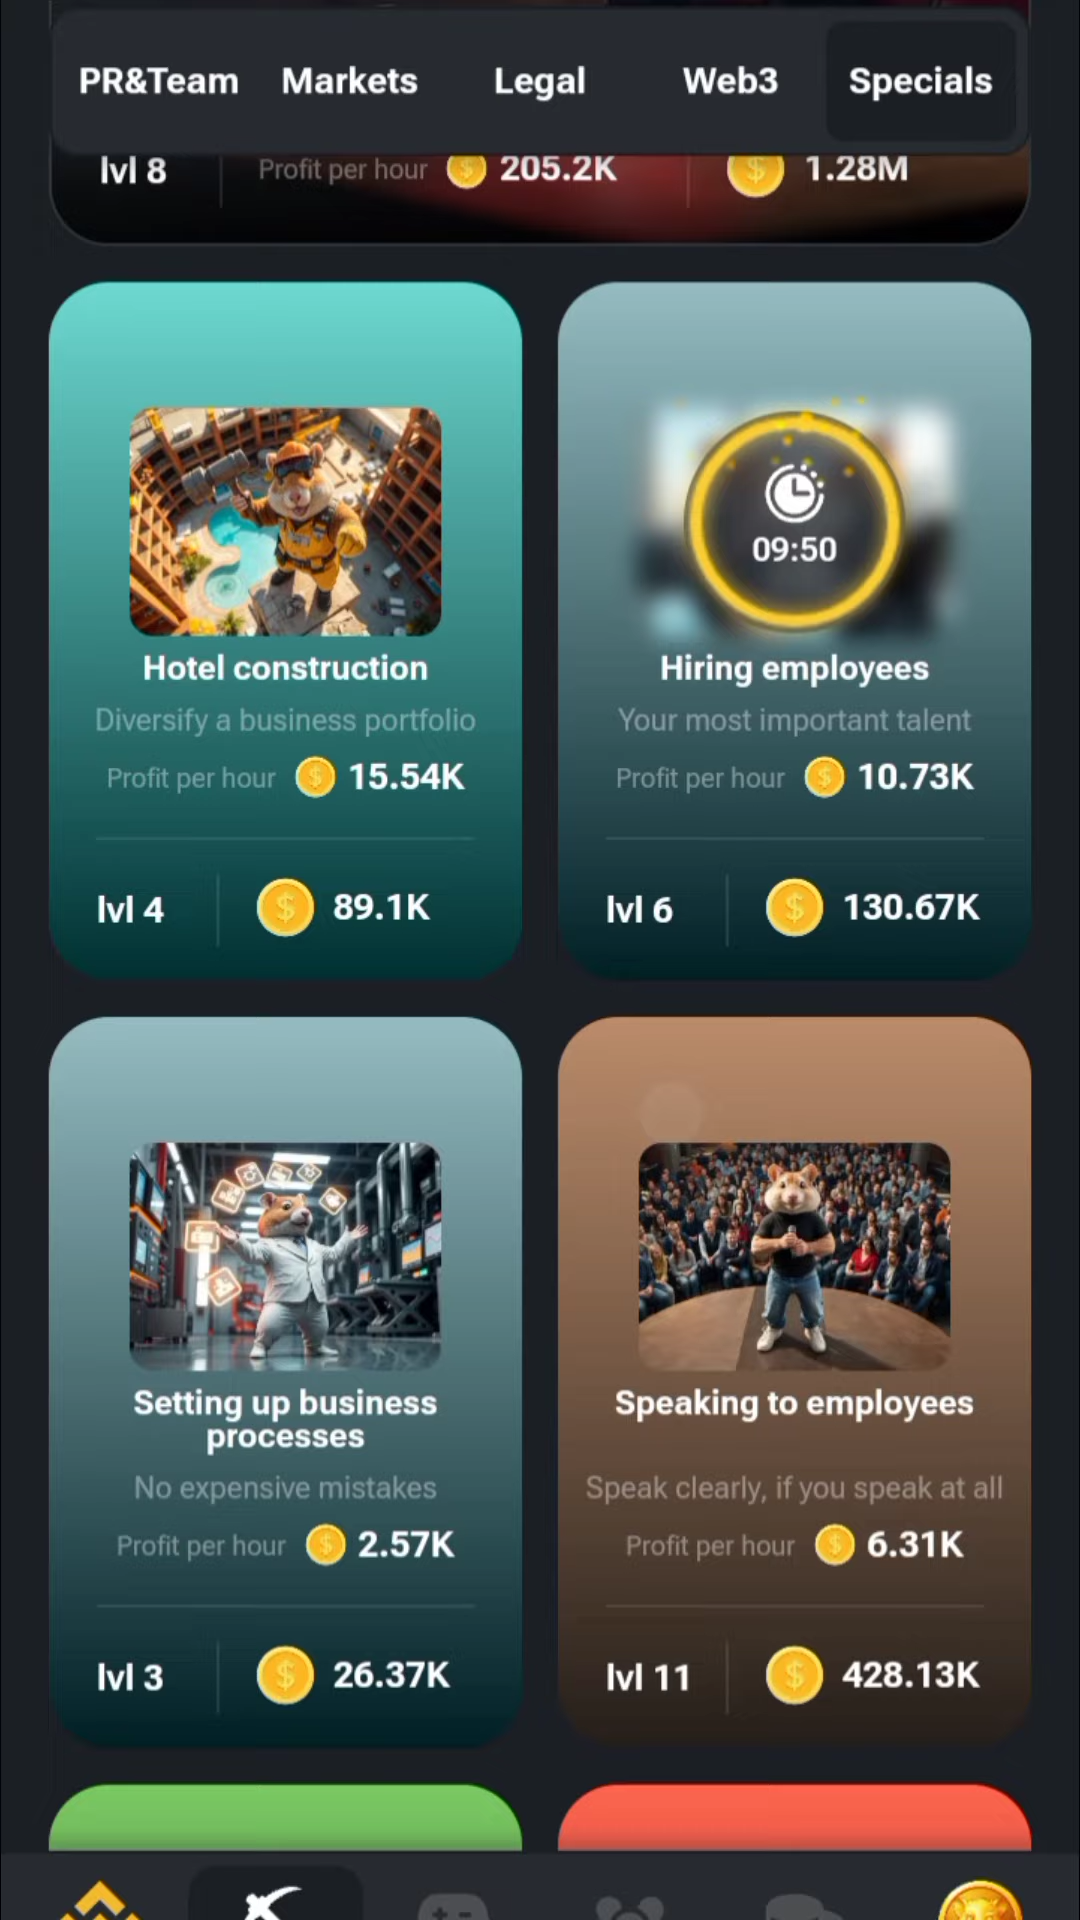 PR&Team Markets Legal Web3 Specials
lvl 8 Profit per hour 205.2K 1.28M
09:50
Hotel construction
Diversify a business portfolio
Profit per hour 15.54K
lvl 4 89.1K
Hiring employees
Your most important talent
Profit per hour 10.73K
lvl 6 130.67K
Setting up business
processes
No expensive mistakes
Profit per hour 2.57K
lvl 3 26.37K
Speaking to employees
Speak clearly, if you speak at all
Profit per hour 6.31K
lvl 11 428.13K